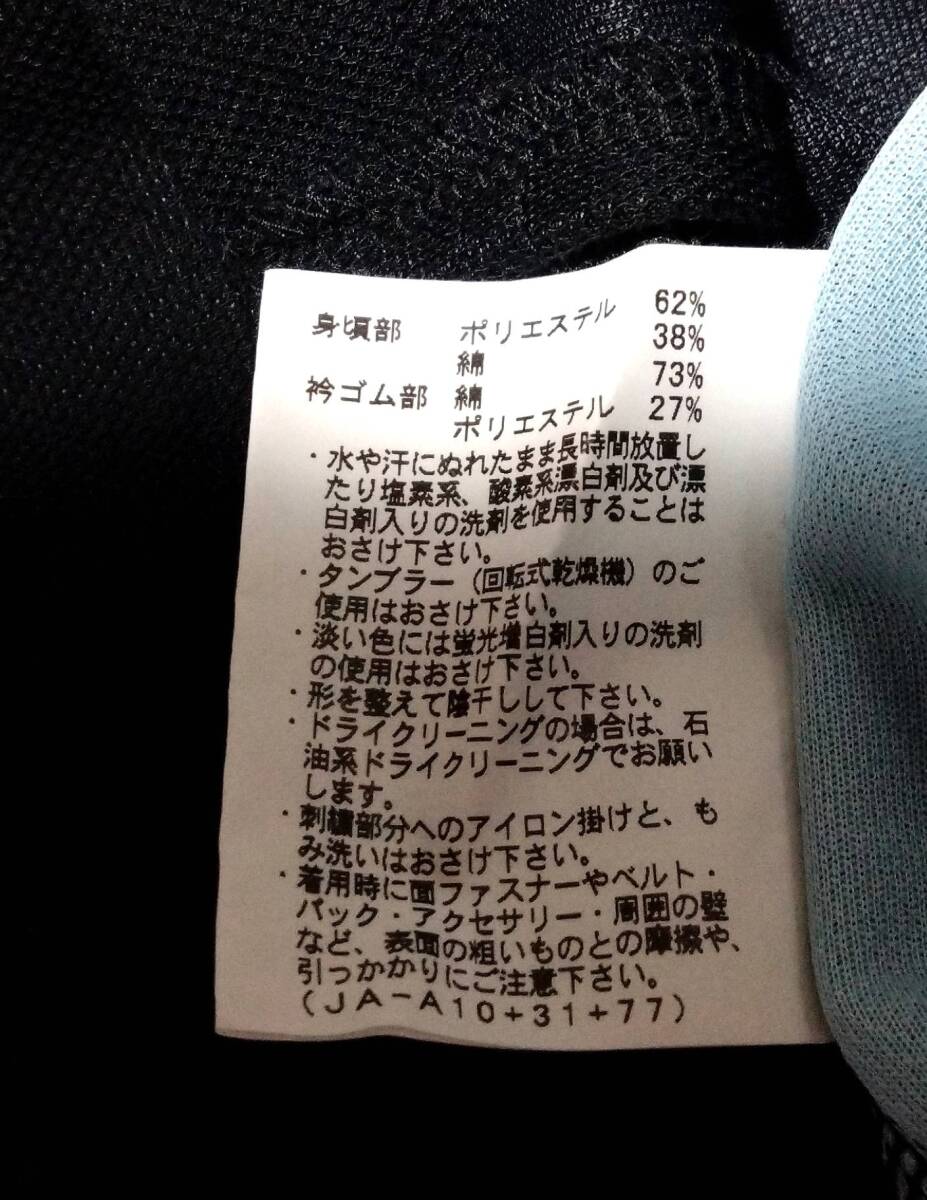 身頃部 ポリエステル 62%
綿 38%
衿ゴム部 綿 73%
ポリエステル 27%
・水や汗にぬれたまま長時間放置し
たり塩素系、酸素系漂白剤及び漂
白剤入りの洗剤を使用することは
おさけ下さい。
・タンブラー（回転式乾燥機）のご
使用はおさけ下さい。
・淡い色には蛍光増白剤入りの洗剤
の使用はおさけ下さい。
・形を整えて陰干しして下さい。
・ドライクリーニングの場合は、石
油系ドライクリーニングでお願い
します。
・刺繍部分へのアイロン掛けと、も
み洗いはおさけ下さい。
・着用時に面ファスナーやベルト・
バック・アクセサリー・周囲の壁
など、表面の粗いものとの摩擦や、
引っかかりにご注意下さい。
（JA-A10+31+77）